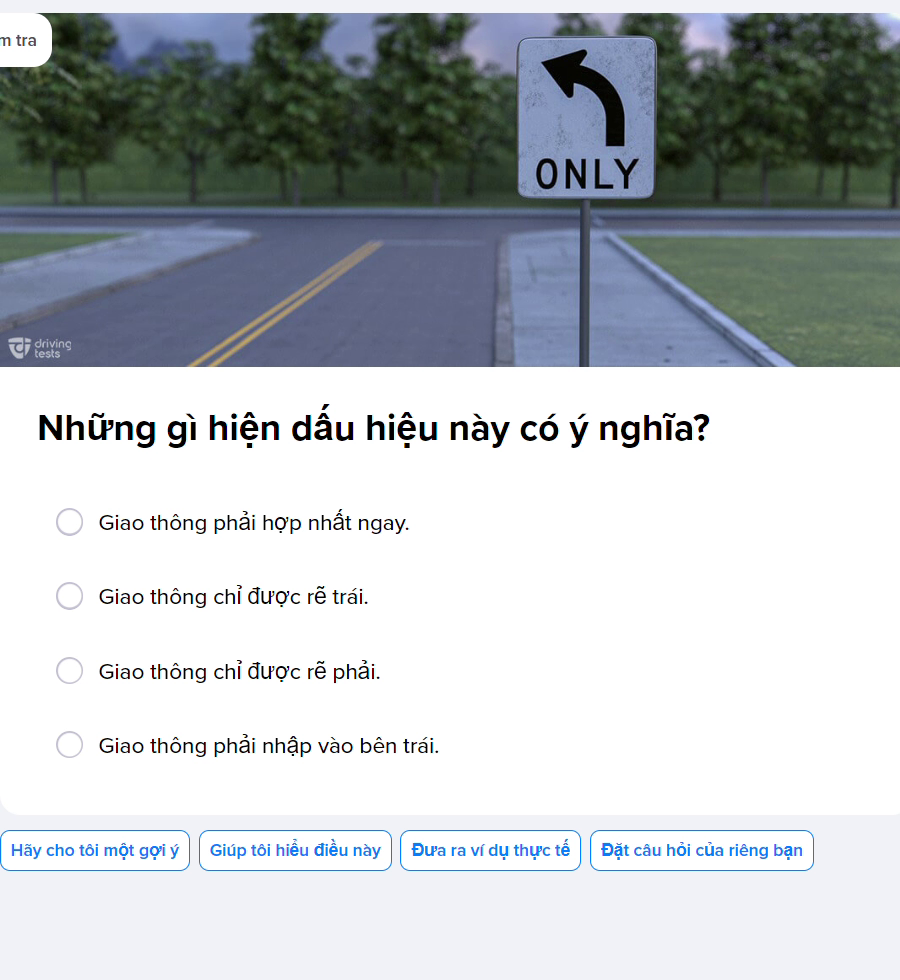 m tra
ONLY
driving
tests
Những gì hiện dấu hiệu này có ý nghĩa?
Giao thông phải hợp nhất ngay.
Giao thông chỉ được rẽ trái.
Giao thông chỉ được rẽ phải.
Giao thông phải nhập vào bên trái.
Hãy cho tôi một gợi ý
Giúp tôi hiểu điều này
Đưa ra ví dụ thực tế
Đặt câu hỏi của riêng bạn